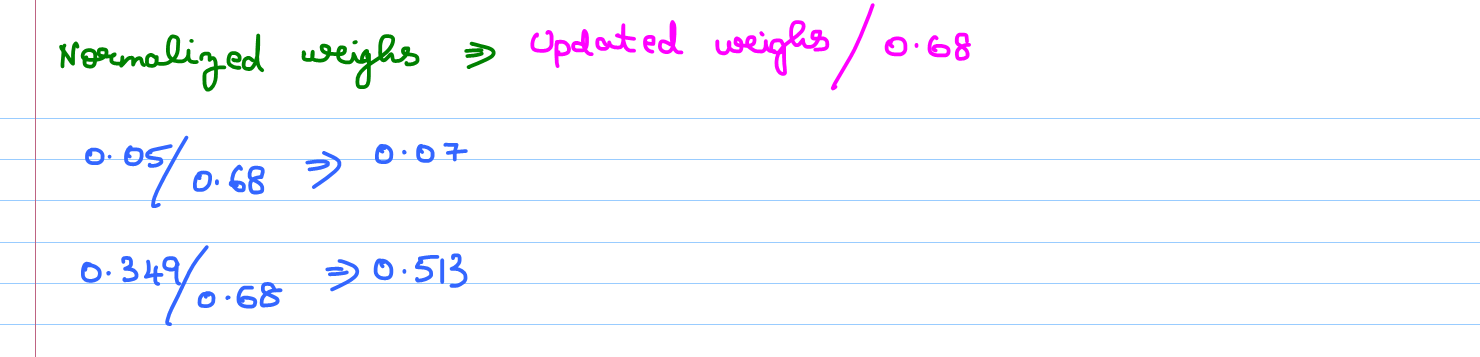 Normalized weighs ⇒ Updated weighs / 0.68
0.05/0.68 ⇒ 0.07
0.349/0.68 ⇒ 0.513